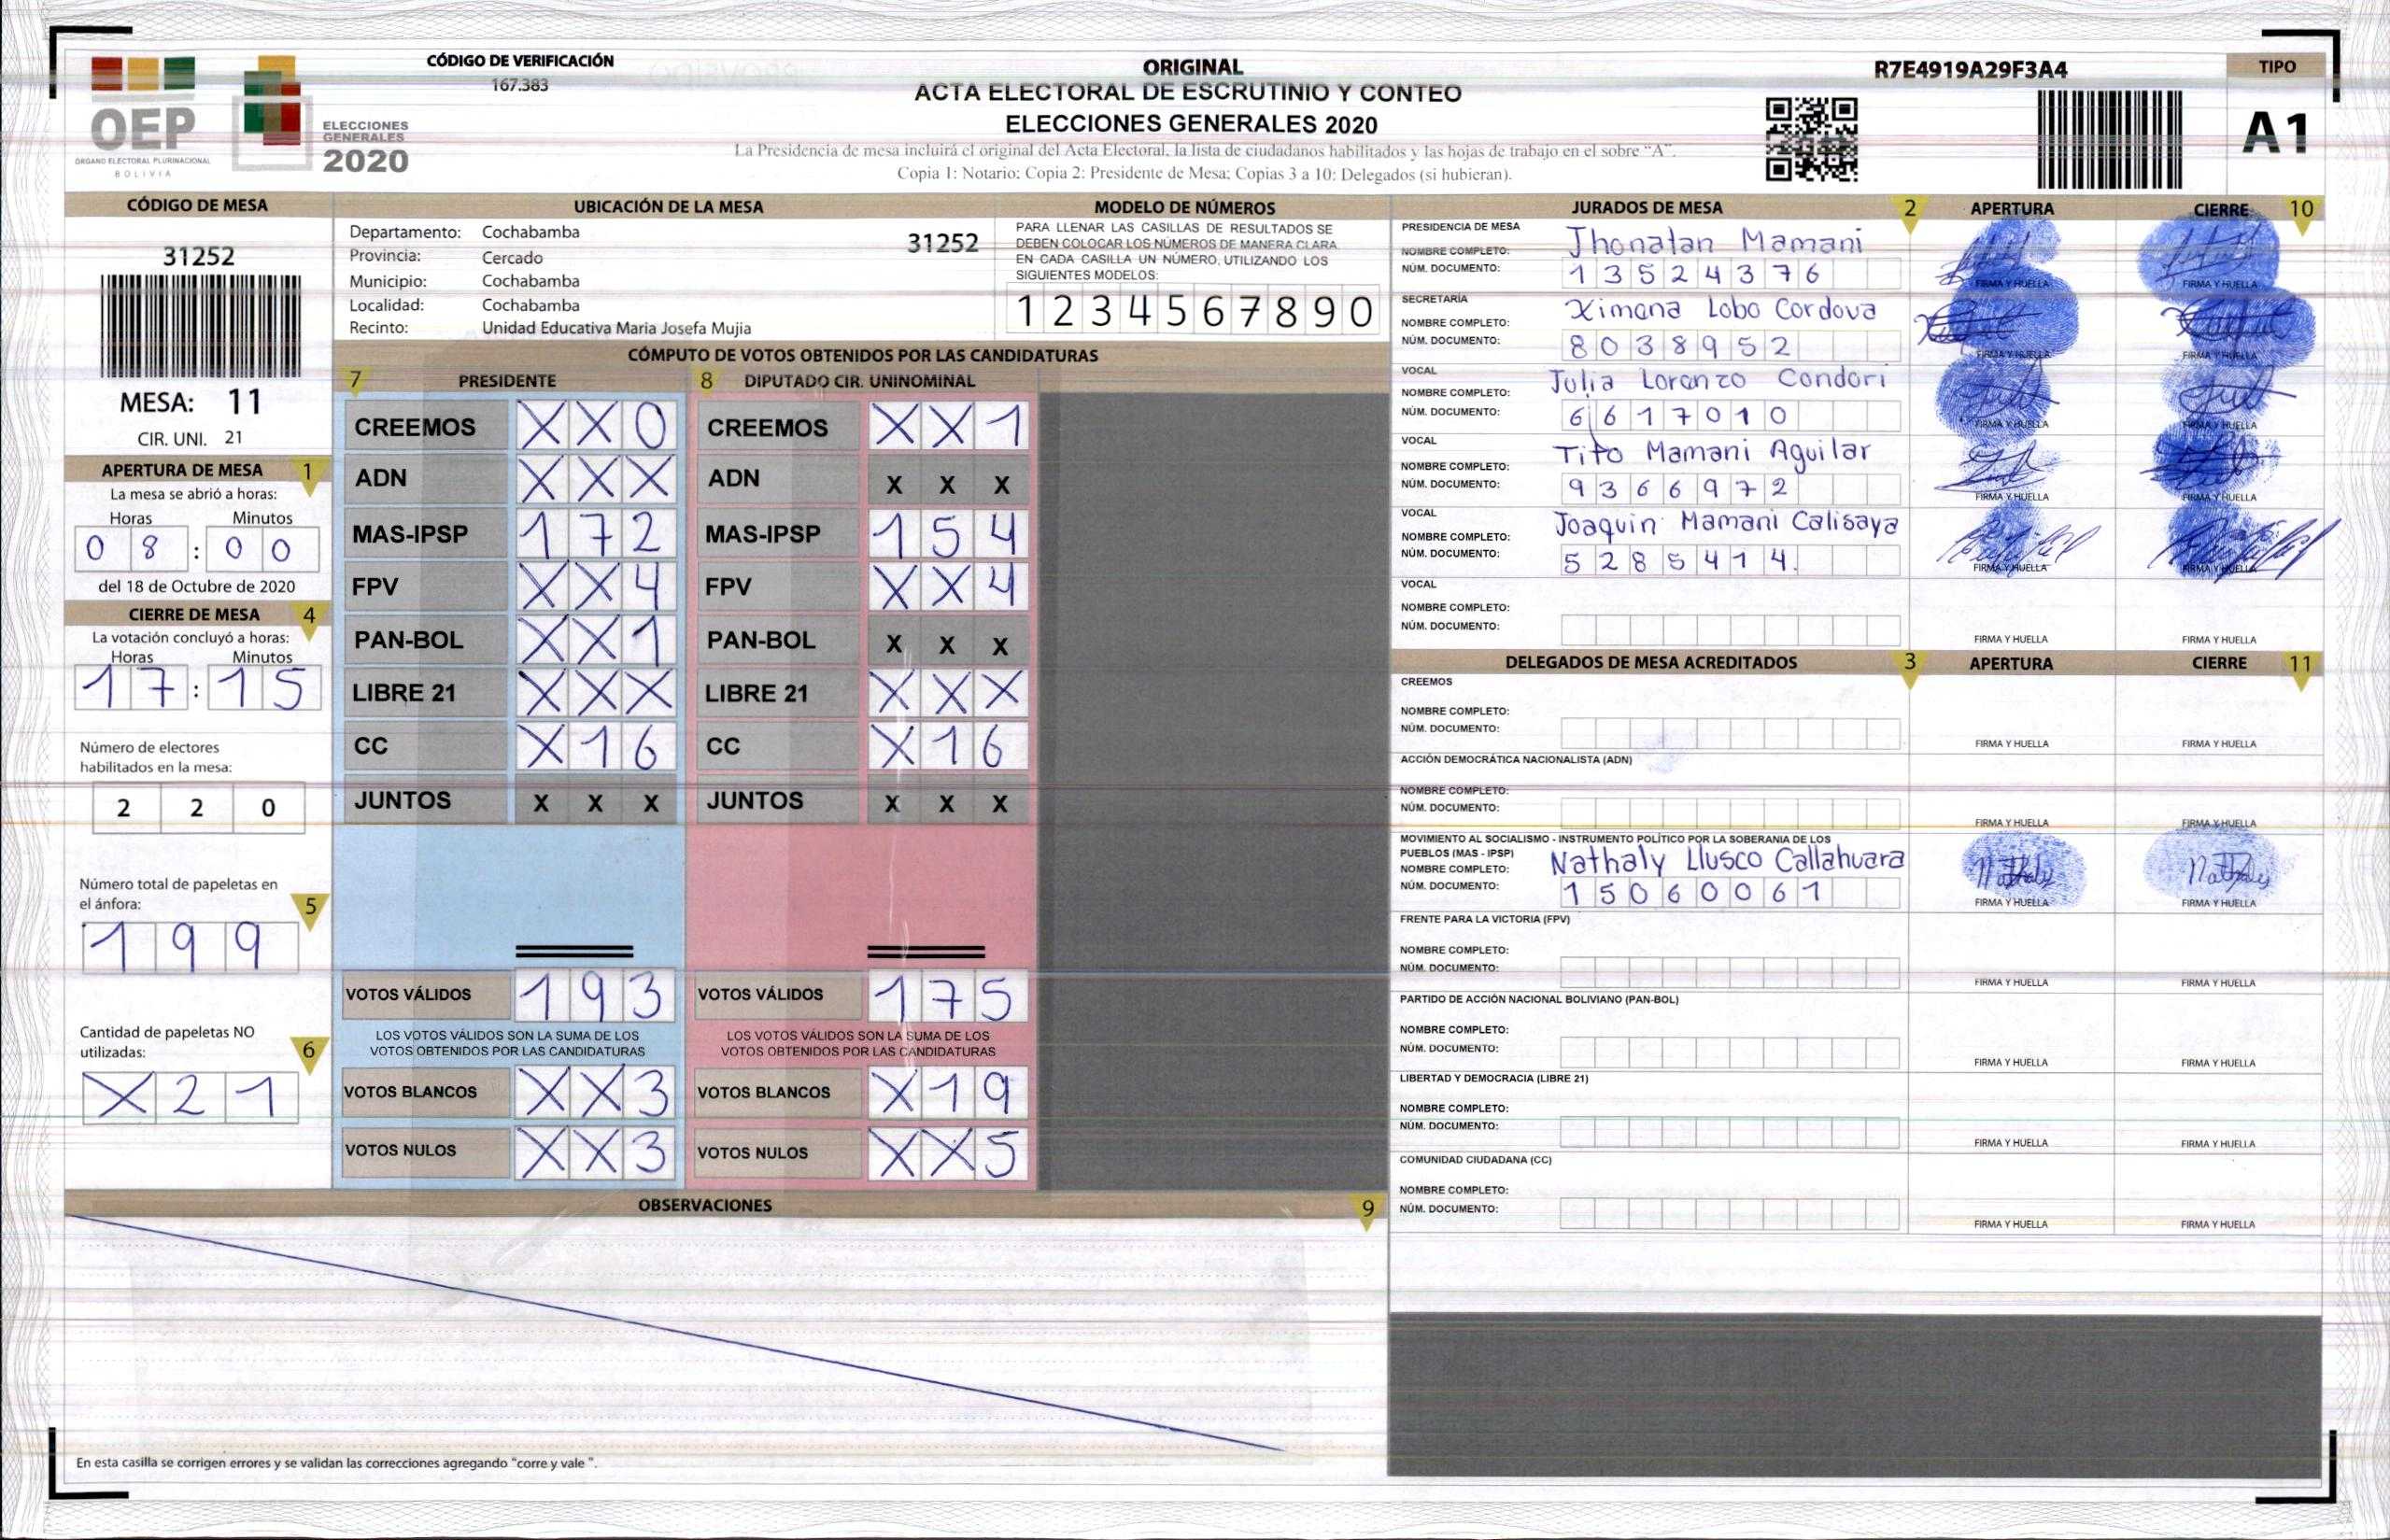 OEP
ÓRGANO ELECTORAL PLURINACIONAL
BOLIVIA
ELECCIONES
GENERALES
2020
CÓDIGO DE VERIFICACIÓN
167.383
ORIGINAL
ACTA ELECTORAL DE ESCRUTINIO Y CONTEO
ELECCIONES GENERALES 2020
La Presidencia de mesa incluirá el original del Acta Electoral, la lista de ciudadanos habilitados y las hojas de trabajo en el sobre "A".
Copia 1: Notario; Copia 2: Presidente de Mesa; Copias 3 a 10: Delegados (si hubieran).
R7E4919A29F3A4
TIPO
A1
CÓDIGO DE MESA
31252
MESA: 11
CIR. UNI. 21
APERTURA DE MESA 1
La mesa se abrió a horas:
Horas Minutos
0 8 : 0 0
del 18 de Octubre de 2020
CIERRE DE MESA 4
La votación concluyó a horas:
Horas Minutos
1 7 : 1 5
Número de electores
habilitados en la mesa:
2 2 0
Número total de papeletas en
el ánfora:
5
1 9 9
Cantidad de papeletas NO
utilizadas:
6
X 2 1
UBICACIÓN DE LA MESA
Departamento: Cochabamba
31252
Provincia: Cercado
Municipio: Cochabamba
Localidad: Cochabamba
Recinto: Unidad Educativa Maria Josefa Mujia
MODELO DE NÚMEROS
PARA LLENAR LAS CASILLAS DE RESULTADOS SE
DEBEN COLOCAR LOS NÚMEROS DE MANERA CLARA
EN CADA CASILLA UN NÚMERO, UTILIZANDO LOS
SIGUIENTES MODELOS:
1 2 3 4 5 6 7 8 9 0
CÓMPUTO DE VOTOS OBTENIDOS POR LAS CANDIDATURAS
7 PRESIDENTE
CREEMOS X X 0
ADN X X X
MAS-IPSP 1 7 2
FPV X X 4
PAN-BOL X X 1
LIBRE 21 X X X
CC X 1 6
JUNTOS X X X
VOTOS VÁLIDOS 1 9 3
LOS VOTOS VÁLIDOS SON LA SUMA DE LOS
VOTOS OBTENIDOS POR LAS CANDIDATURAS
VOTOS BLANCOS X X 3
VOTOS NULOS X X 3
8 DIPUTADO CIR. UNINOMINAL
CREEMOS X X 1
ADN X X X
MAS-IPSP 1 5 4
FPV X X 4
PAN-BOL X X X
LIBRE 21 X X X
CC X 1 6
JUNTOS X X X
VOTOS VÁLIDOS 1 7 5
LOS VOTOS VÁLIDOS SON LA SUMA DE LOS
VOTOS OBTENIDOS POR LAS CANDIDATURAS
VOTOS BLANCOS X 1 9
VOTOS NULOS X X 5
OBSERVACIONES 9
En esta casilla se corrigen errores y se validan las correcciones agregando "corre y vale ".
JURADOS DE MESA 2 APERTURA CIERRE 10
PRESIDENCIA DE MESA
NOMBRE COMPLETO: Jhonatan Mamani
NÚM. DOCUMENTO: 1 3 5 2 4 3 7 6
FIRMA Y HUELLA FIRMA Y HUELLA
SECRETARÍA
NOMBRE COMPLETO: Ximena Lobo Cordova
NÚM. DOCUMENTO: 8 0 3 8 9 5 2
FIRMA Y HUELLA FIRMA Y HUELLA
VOCAL
NOMBRE COMPLETO: Julia Lorenzo Condori
NÚM. DOCUMENTO: 6 6 1 7 0 1 0
FIRMA Y HUELLA FIRMA Y HUELLA
VOCAL
NOMBRE COMPLETO: Tito Mamani Aguilar
NÚM. DOCUMENTO: 9 3 6 6 9 7 2
FIRMA Y HUELLA FIRMA Y HUELLA
VOCAL
NOMBRE COMPLETO: Joaquin Mamani Calisaya
NÚM. DOCUMENTO: 5 2 8 5 4 1 4.
FIRMA Y HUELLA FIRMA Y HUELLA
VOCAL
NOMBRE COMPLETO:
NÚM. DOCUMENTO:
FIRMA Y HUELLA FIRMA Y HUELLA
DELEGADOS DE MESA ACREDITADOS 3 APERTURA CIERRE 11
CREEMOS
NOMBRE COMPLETO:
NÚM. DOCUMENTO:
FIRMA Y HUELLA FIRMA Y HUELLA
ACCIÓN DEMOCRÁTICA NACIONALISTA (ADN)
NOMBRE COMPLETO:
NÚM. DOCUMENTO:
FIRMA Y HUELLA FIRMA Y HUELLA
MOVIMIENTO AL SOCIALISMO - INSTRUMENTO POLÍTICO POR LA SOBERANIA DE LOS
PUEBLOS (MAS - IPSP)
NOMBRE COMPLETO: Nathaly Llusco Callahuara
NÚM. DOCUMENTO: 1 5 0 6 0 0 6 1
Nathaly Nathaly
FIRMA Y HUELLA FIRMA Y HUELLA
FRENTE PARA LA VICTORIA (FPV)
NOMBRE COMPLETO:
NÚM. DOCUMENTO:
FIRMA Y HUELLA FIRMA Y HUELLA
PARTIDO DE ACCIÓN NACIONAL BOLIVIANO (PAN-BOL)
NOMBRE COMPLETO:
NÚM. DOCUMENTO:
FIRMA Y HUELLA FIRMA Y HUELLA
LIBERTAD Y DEMOCRACIA (LIBRE 21)
NOMBRE COMPLETO:
NÚM. DOCUMENTO:
FIRMA Y HUELLA FIRMA Y HUELLA
COMUNIDAD CIUDADANA (CC)
NOMBRE COMPLETO:
NÚM. DOCUMENTO:
FIRMA Y HUELLA FIRMA Y HUELLA